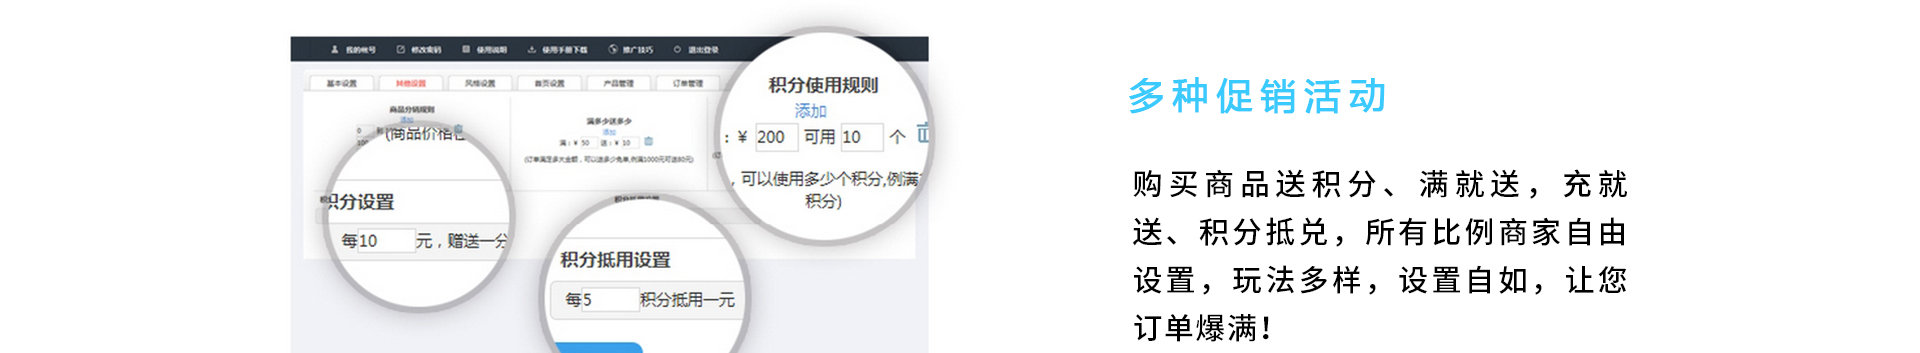 我的帐号 修改密码 使用说明 使用手册下载 推广技巧 退出登录
基本设置 其他设置 风格设置 首页设置 产品管理 订单管理
商品分销规则
添加
0
(商品价格在
积分设置
每10 元，赠送一分
满多少送多少
添加
满：¥ 50 送：¥ 10
(订单满足多大金额，可以送多少免单,例满1000元可送80元)
积分抵用设置
每5 积分抵用一元
积分使用规则
添加
：¥ 200 可用 10 个
，可以使用多少个积分,例满
积分)
多种促销活动
购买商品送积分、满就送，充就
送、积分抵兑，所有比例商家自由
设置，玩法多样，设置自如，让您
订单爆满！